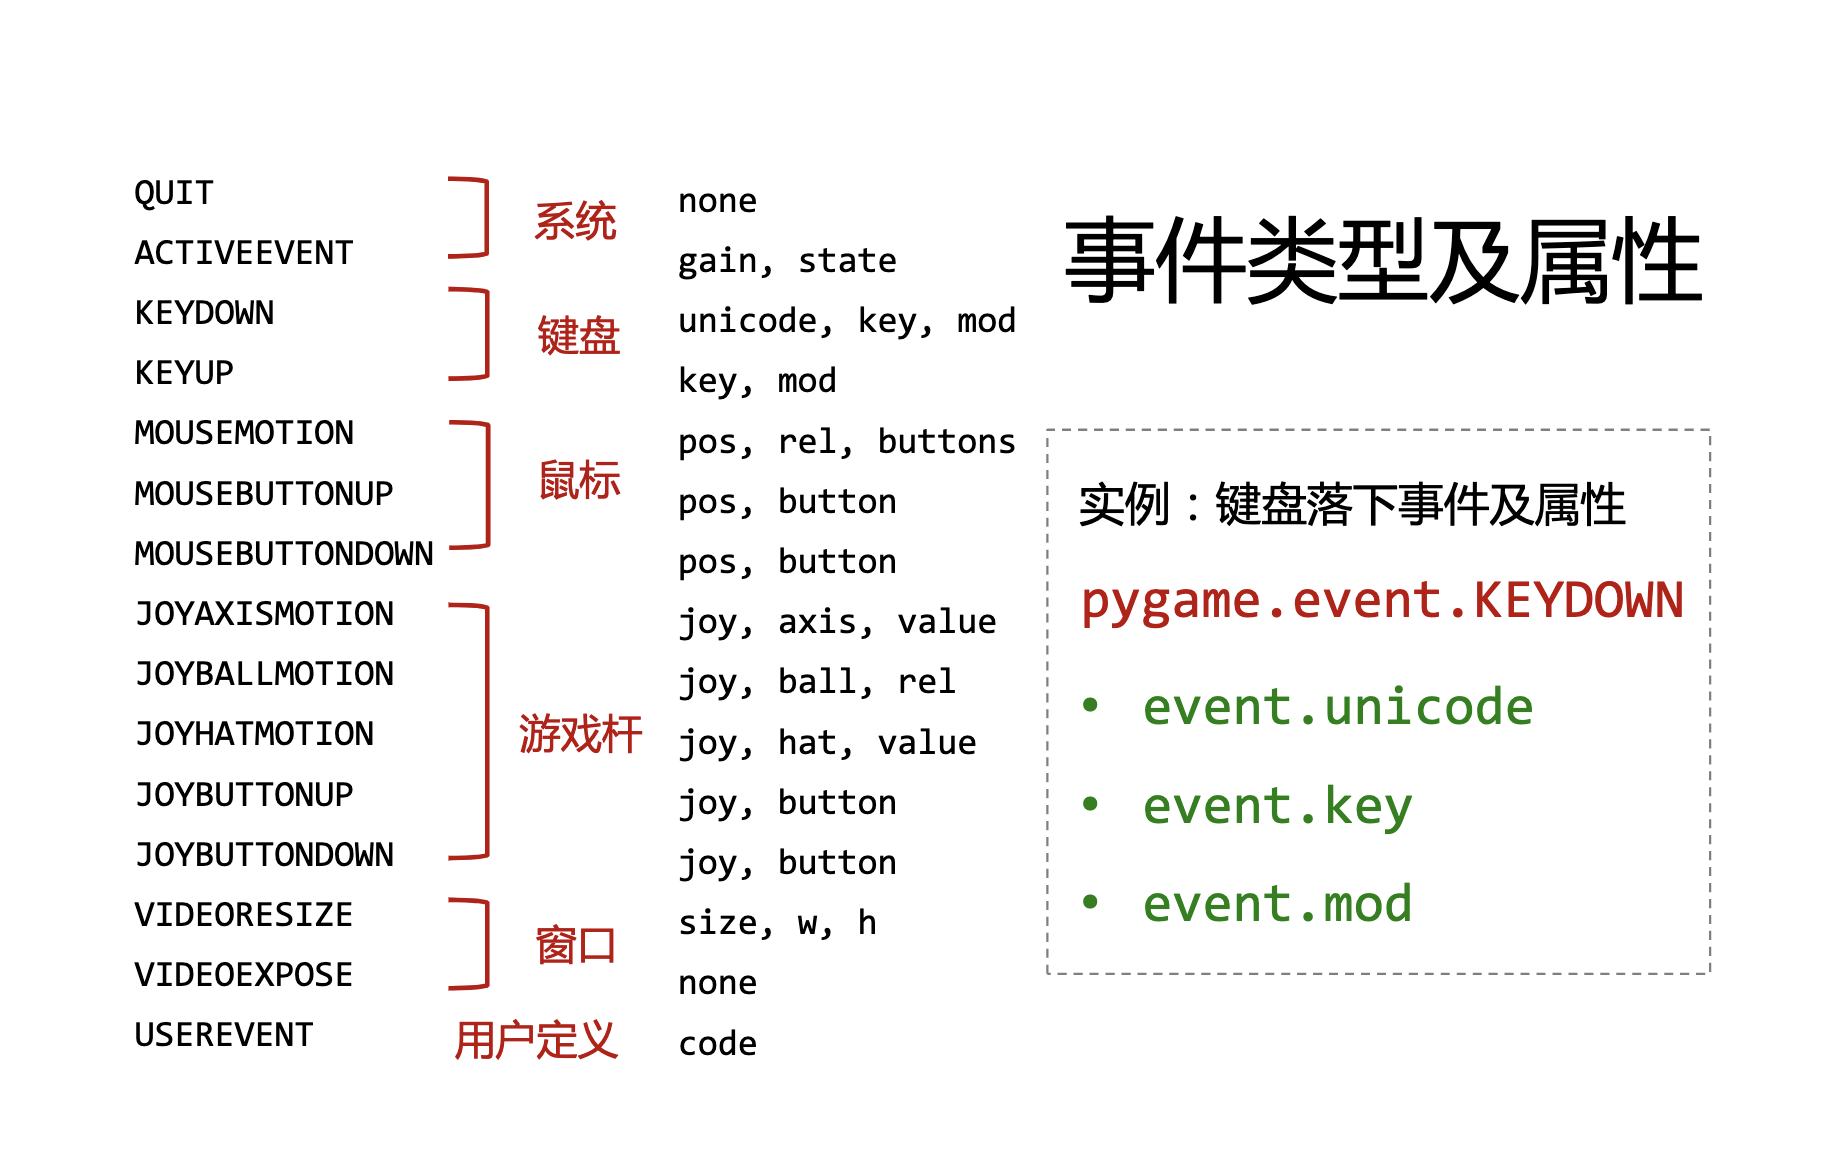 事件类型及属性
QUIT
ACTIVEEVENT
系统
none
gain, state
KEYDOWN
KEYUP
键盘
unicode, key, mod
key, mod
MOUSEMOTION
MOUSEBUTTONUP
MOUSEBUTTONDOWN
鼠标
pos, rel, buttons
pos, button
pos, button
JOYAXISMOTION
JOYBALLMOTION
JOYHATMOTION
JOYBUTTONUP
JOYBUTTONDOWN
游戏杆
joy, axis, value
joy, ball, rel
joy, hat, value
joy, button
joy, button
VIDEORESIZE
VIDEOEXPOSE
窗口
size, w, h
none
USEREVENT
用户定义
code
实例：键盘落下事件及属性
pygame.event.KEYDOWN
• event.unicode
• event.key
• event.mod